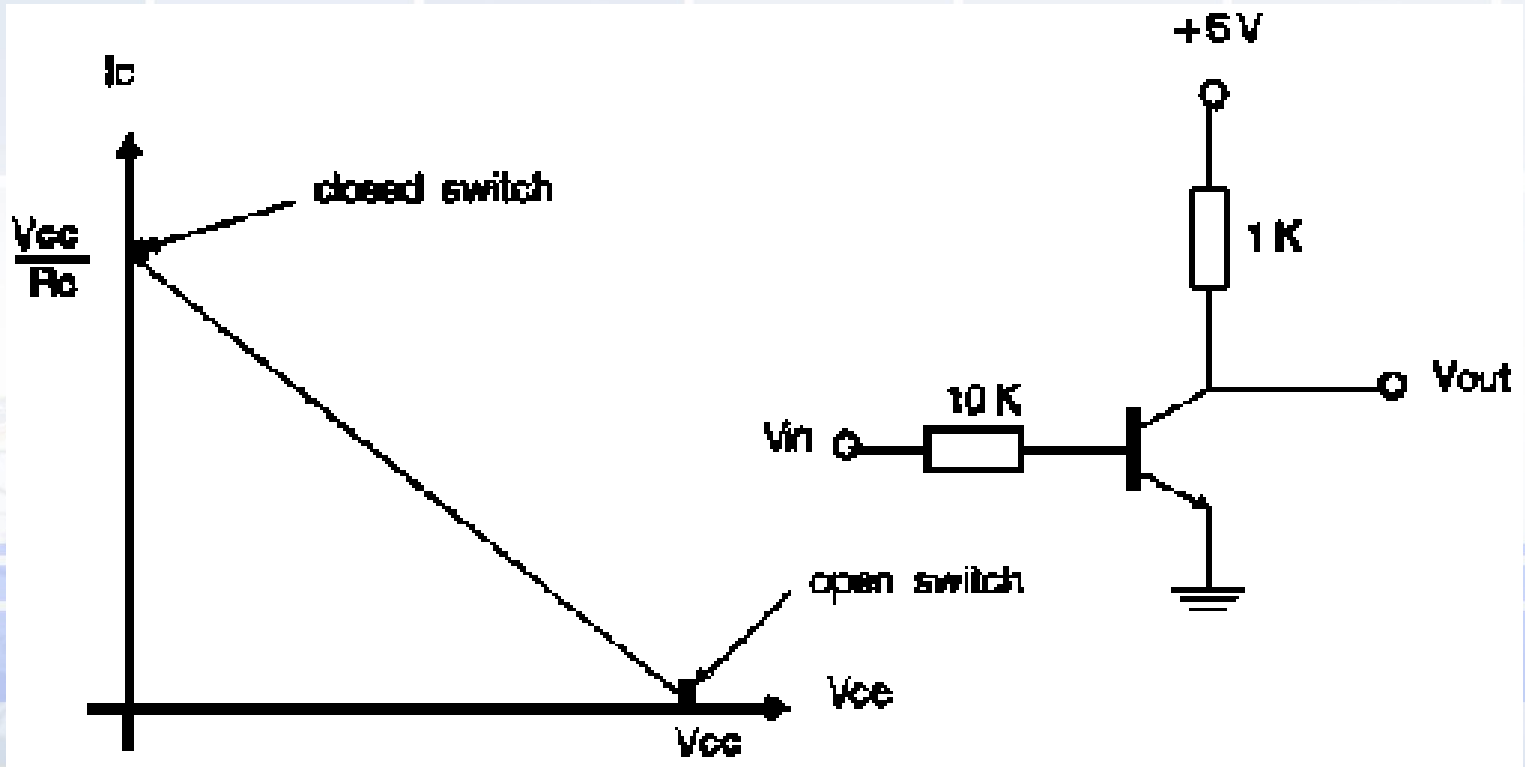 Ic
closed switch
Vcc
Rc
open switch
Vce
Vcc
+5V
1K
Vout
10K
Vin